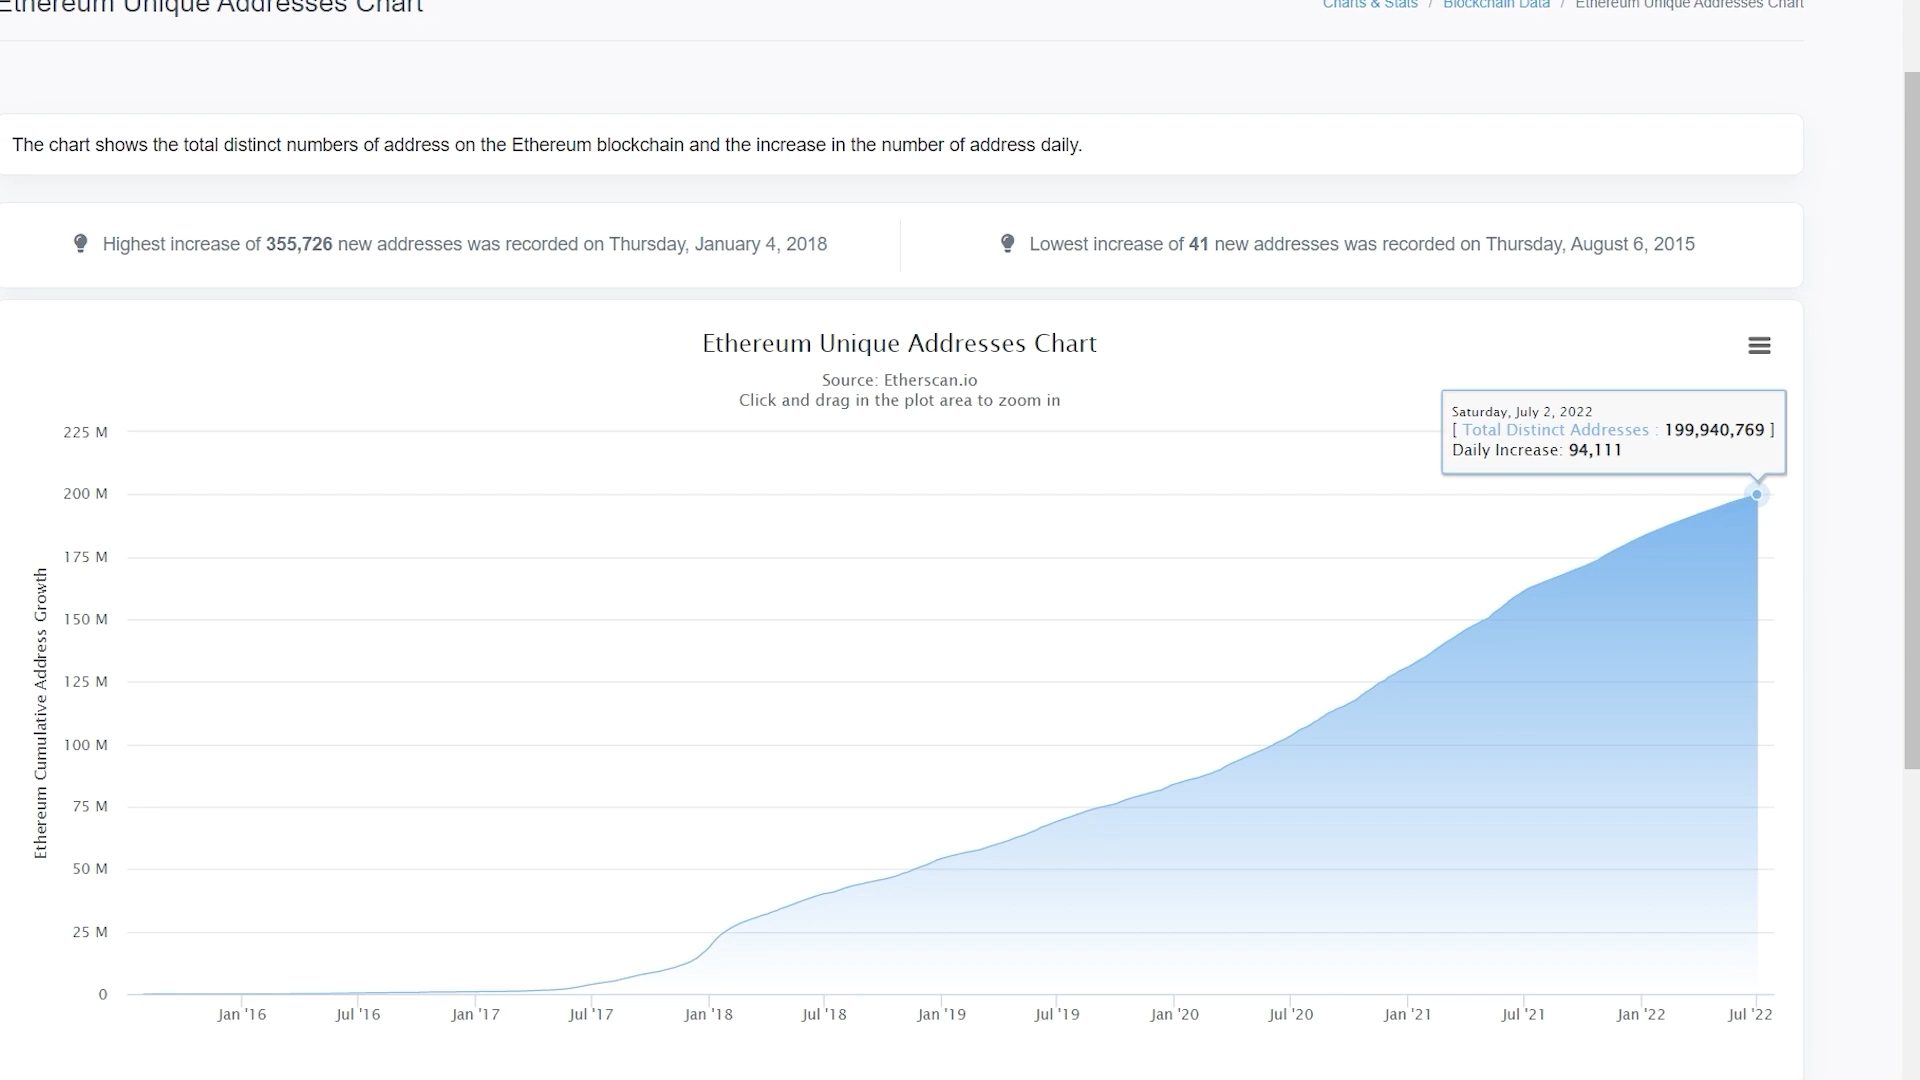 Ethereum Unique Addresses Chart
Charts & Stats / Blockchain Data / Ethereum Unique Addresses Chart
The chart shows the total distinct numbers of address on the Ethereum blockchain and the increase in the number of address daily.
Highest increase of 355,726 new addresses was recorded on Thursday, January 4, 2018
Lowest increase of 41 new addresses was recorded on Thursday, August 6, 2015
Ethereum Unique Addresses Chart
Source: Etherscan.io
Click and drag in the plot area to zoom in
Saturday, July 2, 2022
[ Total Distinct Addresses : 199,940,769 ]
Daily Increase: 94,111
Ethereum Cumulative Address Growth
225 M
200 M
175 M
150 M
125 M
100 M
75 M
50 M
25 M
0
Jan '16 Jul '16 Jan '17 Jul '17 Jan '18 Jul '18 Jan '19 Jul '19 Jan '20 Jul '20 Jan '21 Jul '21 Jan '22 Jul '22